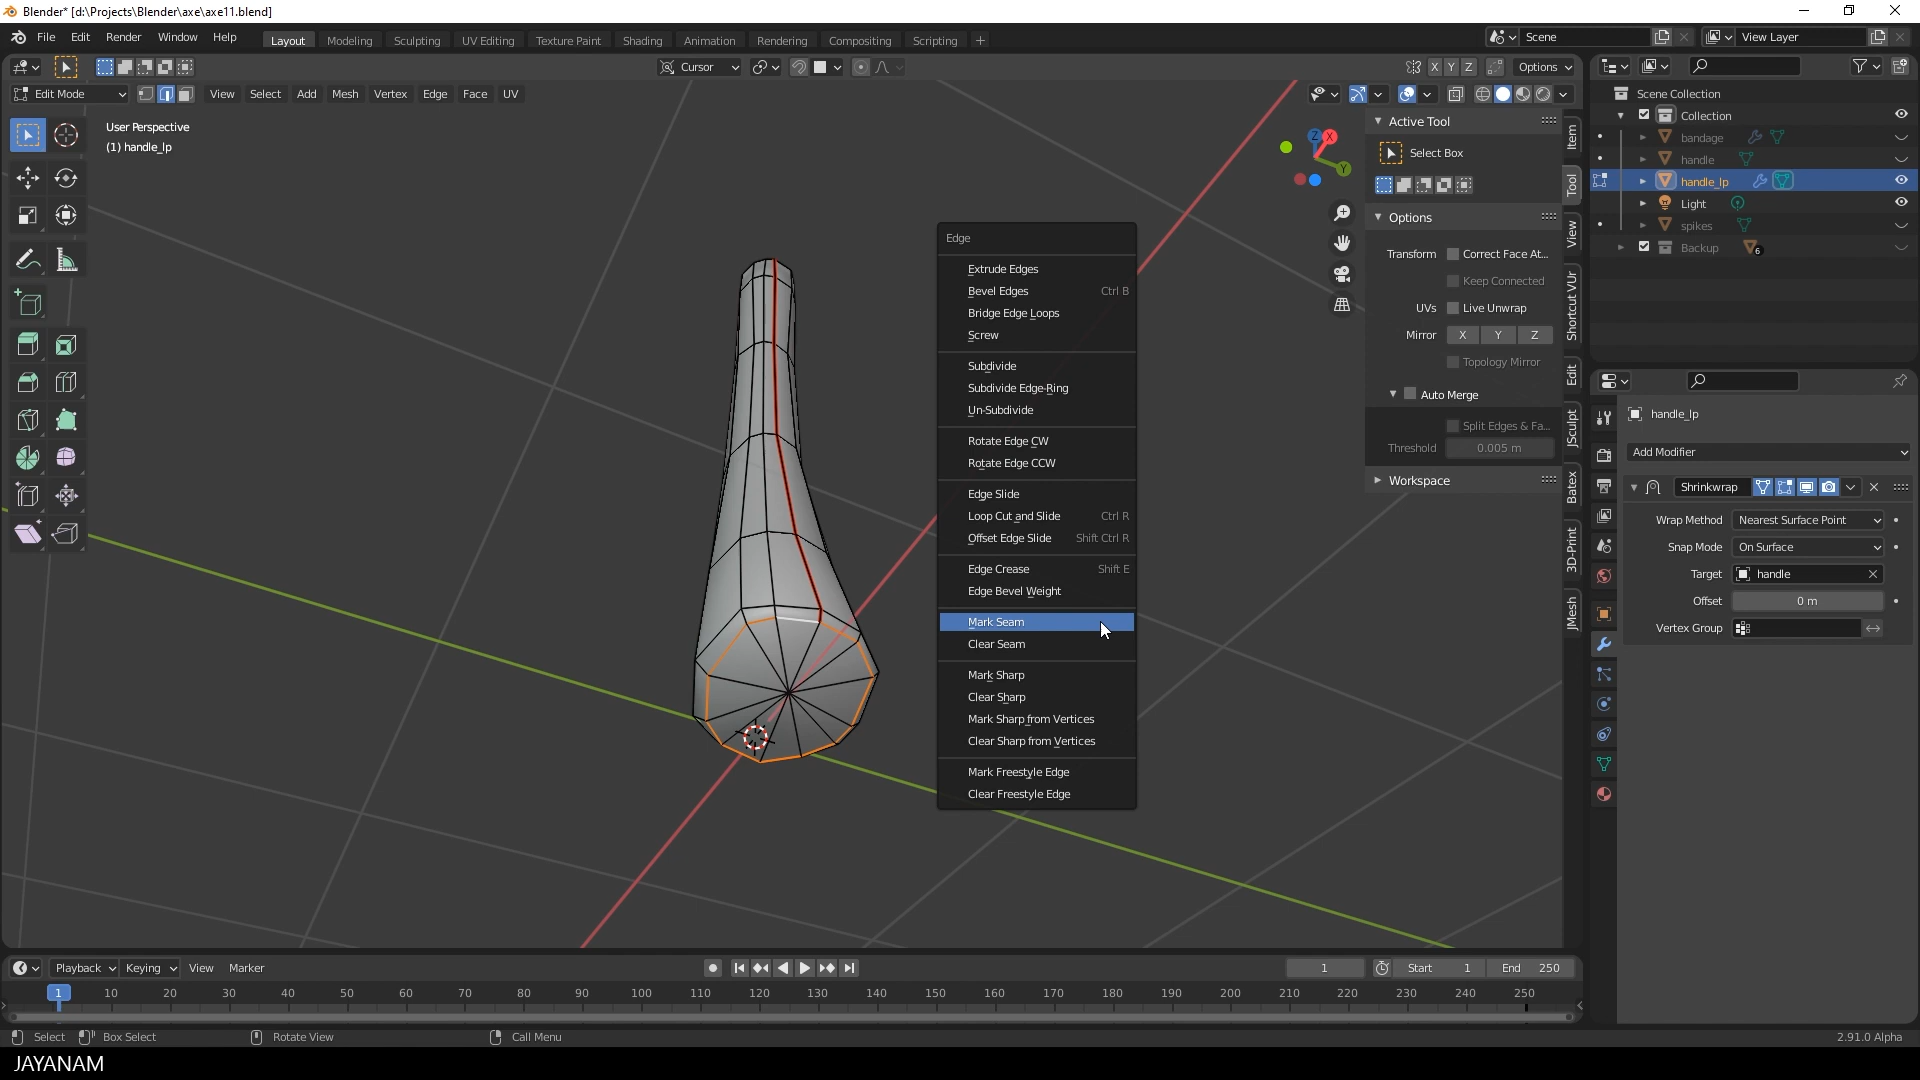 Blender* [d:\Projects\Blender\axe\axe11.blend]
File Edit Render Window Help Layout Modeling Sculpting UV Editing Texture Paint Shading Animation Rendering Compositing Scripting + Scene View Layer
Cursor X Y Z Options
Edit Mode View Select Add Mesh Vertex Edge Face UV
User Perspective
(1) handle_lp
Z X Y
Edge
Extrude Edges
Bevel Edges Ctrl B
Bridge Edge Loops
Screw
Subdivide
Subdivide Edge-Ring
Un-Subdivide
Rotate Edge CW
Rotate Edge CCW
Edge Slide
Loop Cut and Slide Ctrl R
Offset Edge Slide Shift Ctrl R
Edge Crease Shift E
Edge Bevel Weight
Mark Seam
Clear Seam
Mark Sharp
Clear Sharp
Mark Sharp from Vertices
Clear Sharp from Vertices
Mark Freestyle Edge
Clear Freestyle Edge
Active Tool
Select Box
Options
Transform Correct Face At...
Keep Connected
UVs Live Unwrap
Mirror X Y Z
Topology Mirror
Auto Merge
Split Edges & Fa...
Threshold 0.005 m
Workspace
Item
Tool
View
Shortcut VUr
Edit
JSculpt
Batex
3D-Print
JMesh
Scene Collection
Collection
bandage
handle
handle_lp
Light
spikes
Backup 6
handle_lp
Add Modifier
Shrinkwrap
Wrap Method Nearest Surface Point
Snap Mode On Surface
Target handle
Offset 0 m
Vertex Group
Playback Keying View Marker 1 Start 1 End 250
1 10 20 30 40 50 60 70 80 90 100 110 120 130 140 150 160 170 180 190 200 210 220 230 240 250
Select Box Select Rotate View Call Menu 2.91.0 Alpha
JAYANAM